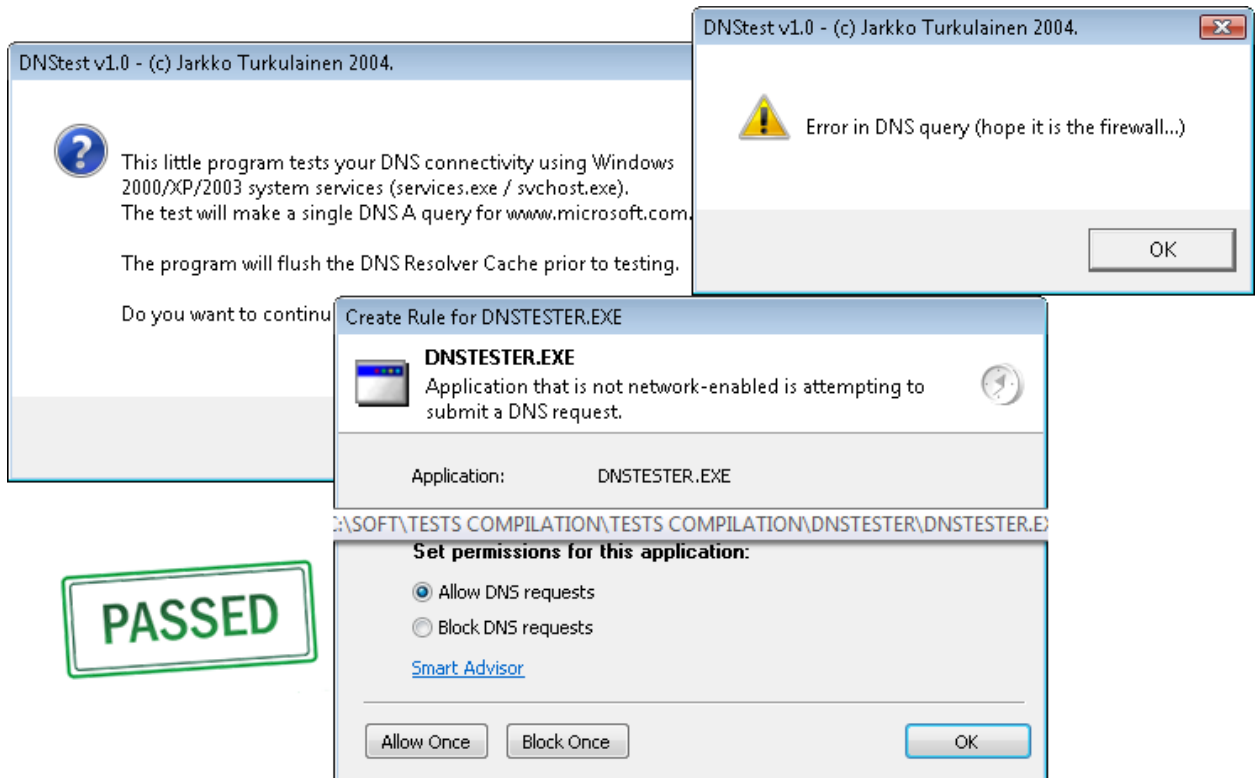 DNStest v1.0 - (c) Jarkko Turkulainen 2004.
This little program tests your DNS connectivity using Windows
2000/XP/2003 system services (services.exe / svchost.exe).
The test will make a single DNS A query for www.microsoft.com.
The program will flush the DNS Resolver Cache prior to testing.
Do you want to continu
DNStest v1.0 - (c) Jarkko Turkulainen 2004.
Error in DNS query (hope it is the firewall...)
OK
Create Rule for DNSTESTER.EXE
DNSTESTER.EXE
Application that is not network-enabled is attempting to
submit a DNS request.
Application: DNSTESTER.EXE
:\SOFT\TESTS COMPILATION\TESTS COMPILATION\DNSTESTER\DNSTESTER.E
Set permissions for this application:
Allow DNS requests
Block DNS requests
Smart Advisor
Allow Once Block Once OK
PASSED